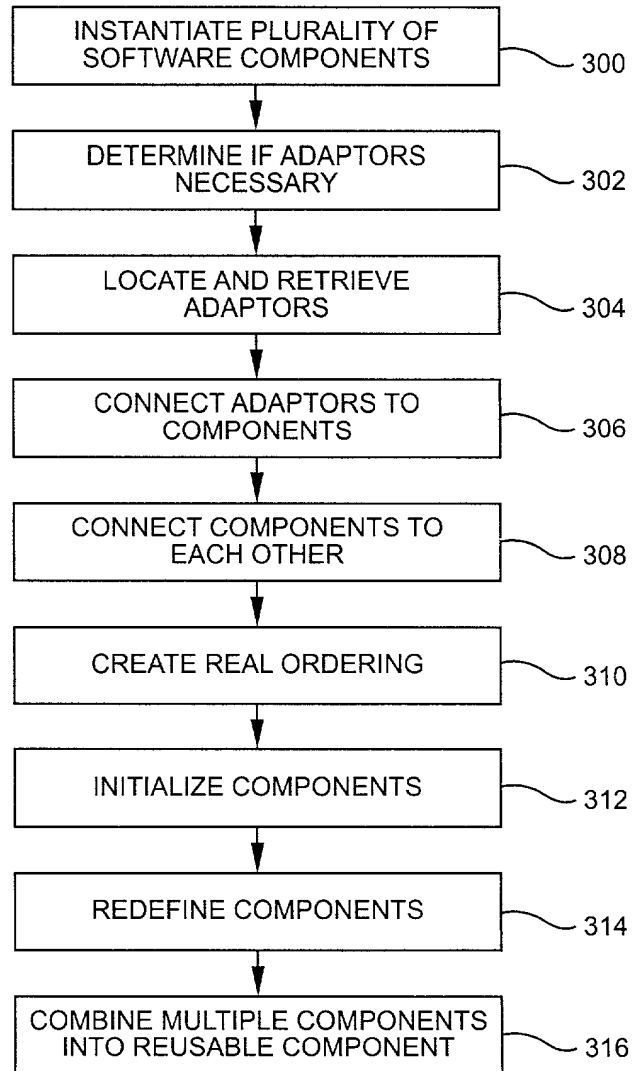 INSTANTIATE PLURALITY OF
SOFTWARE COMPONENTS
300
DETERMINE IF ADAPTORS
NECESSARY
302
LOCATE AND RETRIEVE
ADAPTORS
304
CONNECT ADAPTORS TO
COMPONENTS
306
CONNECT COMPONENTS TO
EACH OTHER
308
CREATE REAL ORDERING
310
INITIALIZE COMPONENTS
312
REDEFINE COMPONENTS
314
COMBINE MULTIPLE COMPONENTS
INTO REUSABLE COMPONENT
316